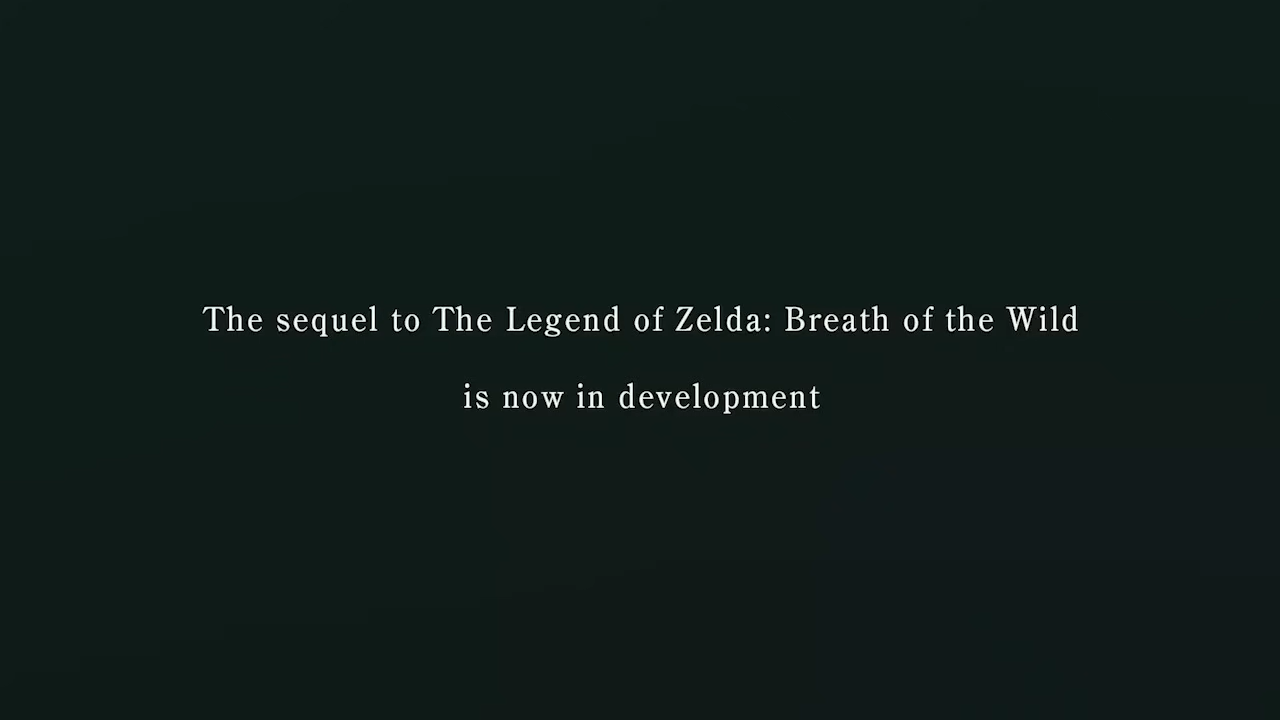 The sequel to The Legend of Zelda: Breath of the Wild
is now in development